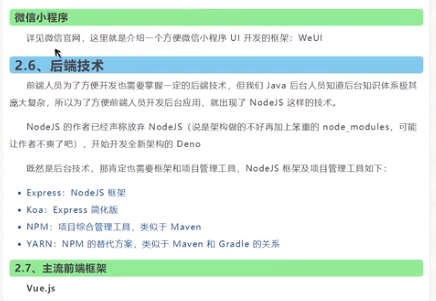 微信小程序
详见微信官网，这里就是介绍一个方便微信小程序 UI 开发的框架：WeUI
2.6、后端技术
前端人员为了方便开发也需要掌握一定的后端技术，但我们 Java 后台人员知道后台知识体系极其
庞大复杂，所以为了方便前端人员开发后台应用，就出现了 NodeJS 这样的技术。
NodeJS 的作者已经声称放弃 NodeJS（说是架构做的不好再加上笨重的 node_modules，可能
让作者不爽了吧），开始开发全新架构的 Deno
既然是后台技术，那肯定也需要框架和项目管理工具，NodeJS 框架及项目管理工具如下：
• Express：NodeJS 框架
• Koa：Express 简化版
• NPM：项目综合管理工具，类似于 Maven
• YARN：NPM 的替代方案，类似于 Maven 和 Gradle 的关系
2.7、主流前端框架
Vue.js